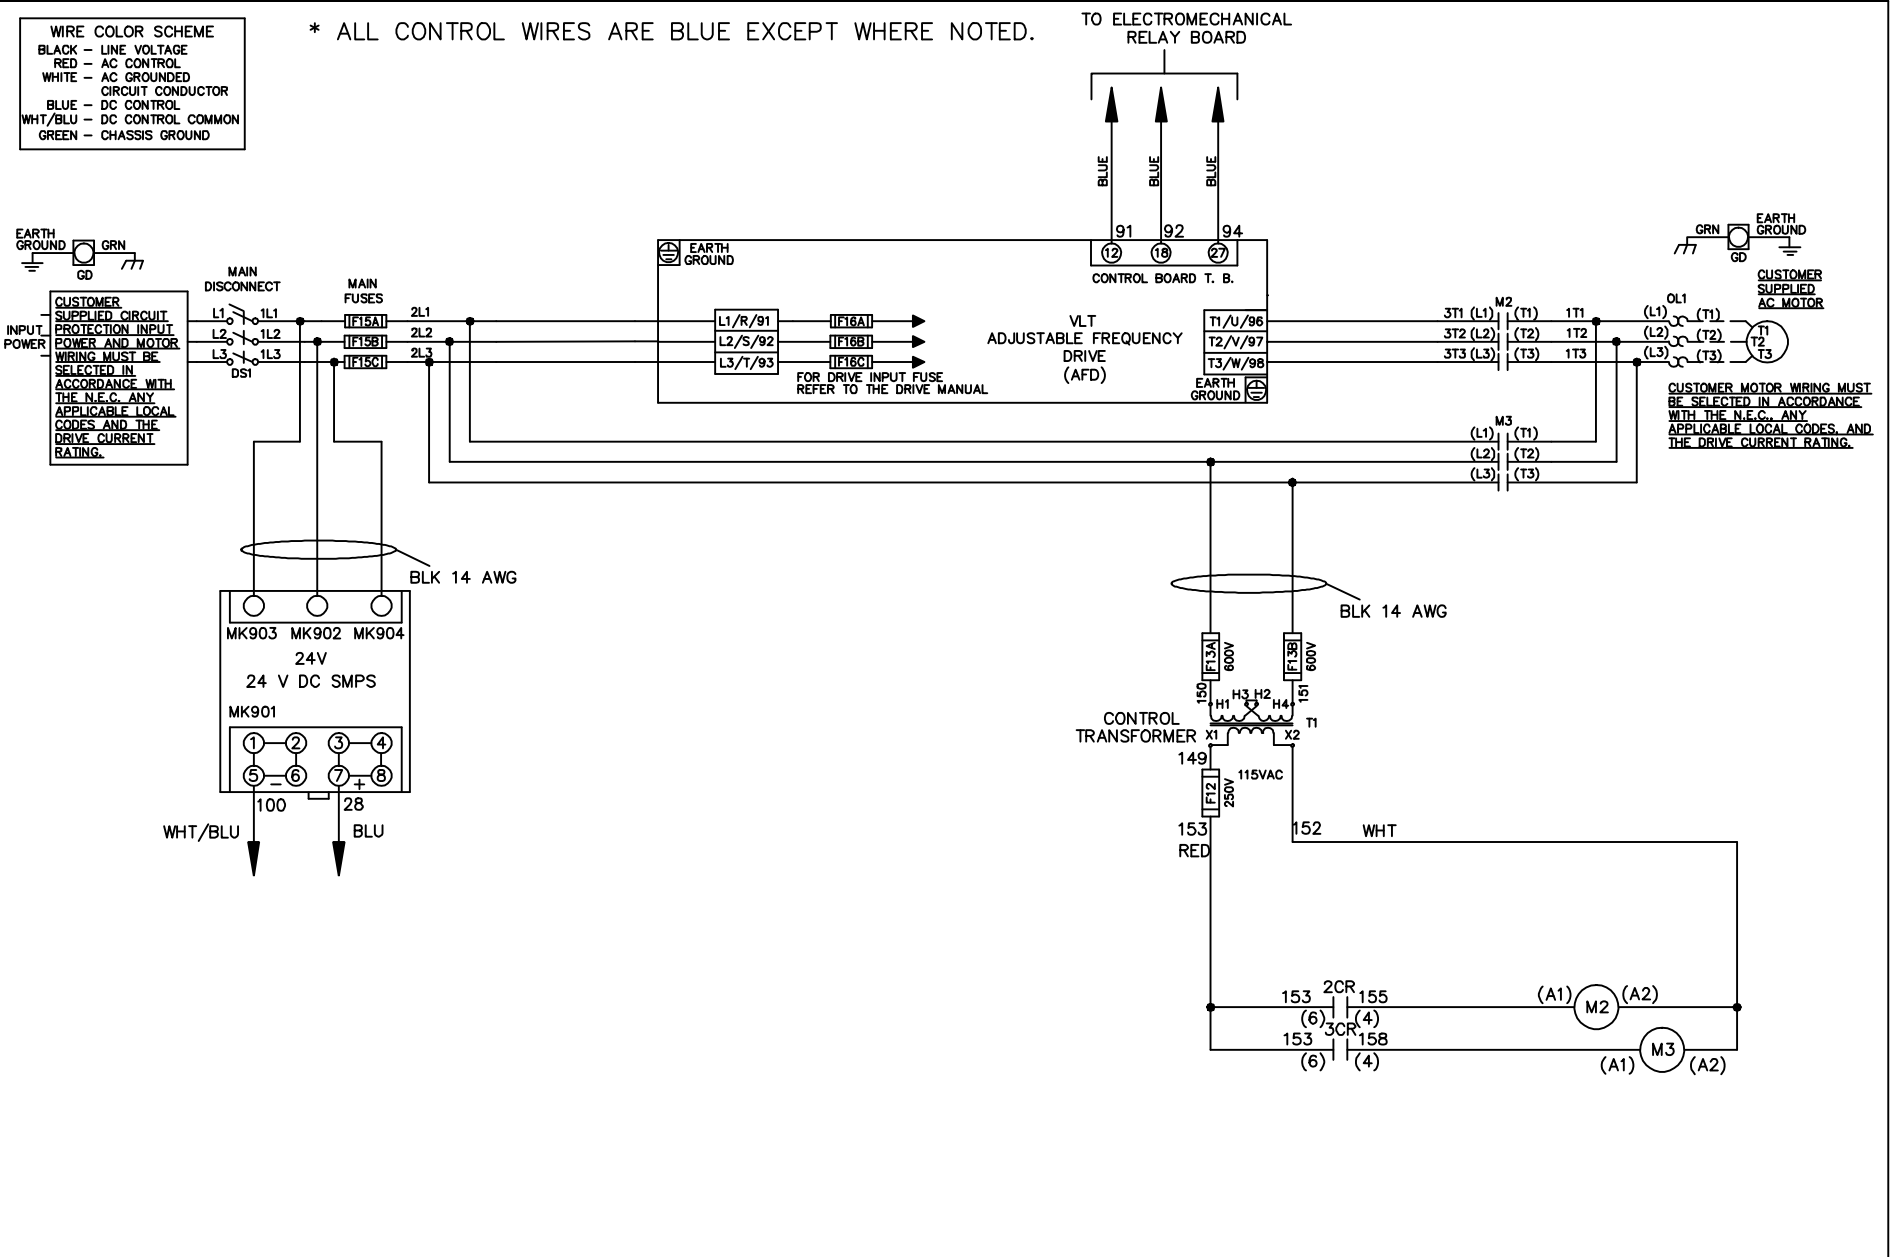 WIRE COLOR SCHEME
BLACK – LINE VOLTAGE
RED – AC CONTROL
WHITE – AC GROUNDED
CIRCUIT CONDUCTOR
BLUE – DC CONTROL
WHT/BLU – DC CONTROL COMMON
GREEN – CHASSIS GROUND
* ALL CONTROL WIRES ARE BLUE EXCEPT WHERE NOTED.
TO ELECTROMECHANICAL
RELAY BOARD
BLUE
BLUE
BLUE
91 92 94
12 18 27
CONTROL BOARD T. B.
EARTH
GROUND
GRN
GD
MAIN
DISCONNECT
MAIN
FUSES
INPUT
POWER
CUSTOMER
SUPPLIED CIRCUIT
PROTECTION INPUT
POWER AND MOTOR
WIRING MUST BE
SELECTED IN
ACCORDANCE WITH
THE N.E.C. ANY
APPLICABLE LOCAL
CODES AND THE
DRIVE CURRENT
RATING.
L1 1L1 F15A 2L1
L2 1L2 F15B 2L2
L3 1L3 F15C 2L3
DS1
EARTH
GROUND
L1/R/91 F16A
L2/S/92 F16B
L3/T/93 F16C
FOR DRIVE INPUT FUSE
REFER TO THE DRIVE MANUAL
VLT
ADJUSTABLE FREQUENCY
DRIVE
(AFD)
T1/U/96
T2/V/97
T3/W/98
EARTH
GROUND
M2
3T1 (L1) (T1) 1T1
3T2 (L2) (T2) 1T2
3T3 (L3) (T3) 1T3
OL1
(L1) (T1)
(L2) (T2)
(L3) (T3)
T1
T2
T3
GRN
GD
EARTH
GROUND
CUSTOMER
SUPPLIED
AC MOTOR
CUSTOMER MOTOR WIRING MUST
BE SELECTED IN ACCORDANCE
WITH THE N.E.C., ANY
APPLICABLE LOCAL CODES, AND
THE DRIVE CURRENT RATING.
M3
(L1) (T1)
(L2) (T2)
(L3) (T3)
BLK 14 AWG
MK903 MK902 MK904
24V
24 V DC SMPS
MK901
1 2 3 4
5 – 6 7 + 8
100 28
WHT/BLU BLU
BLK 14 AWG
F13A 600V
F13B 600V
150 151
H1 H3 H2 H4
T1
CONTROL
TRANSFORMER
X1 X2
149
115VAC
F12 250V
153
RED
152 WHT
2CR
153 155
(6) (4)
(A1) M2 (A2)
3CR
153 158
(6) (4)
(A1) M3 (A2)